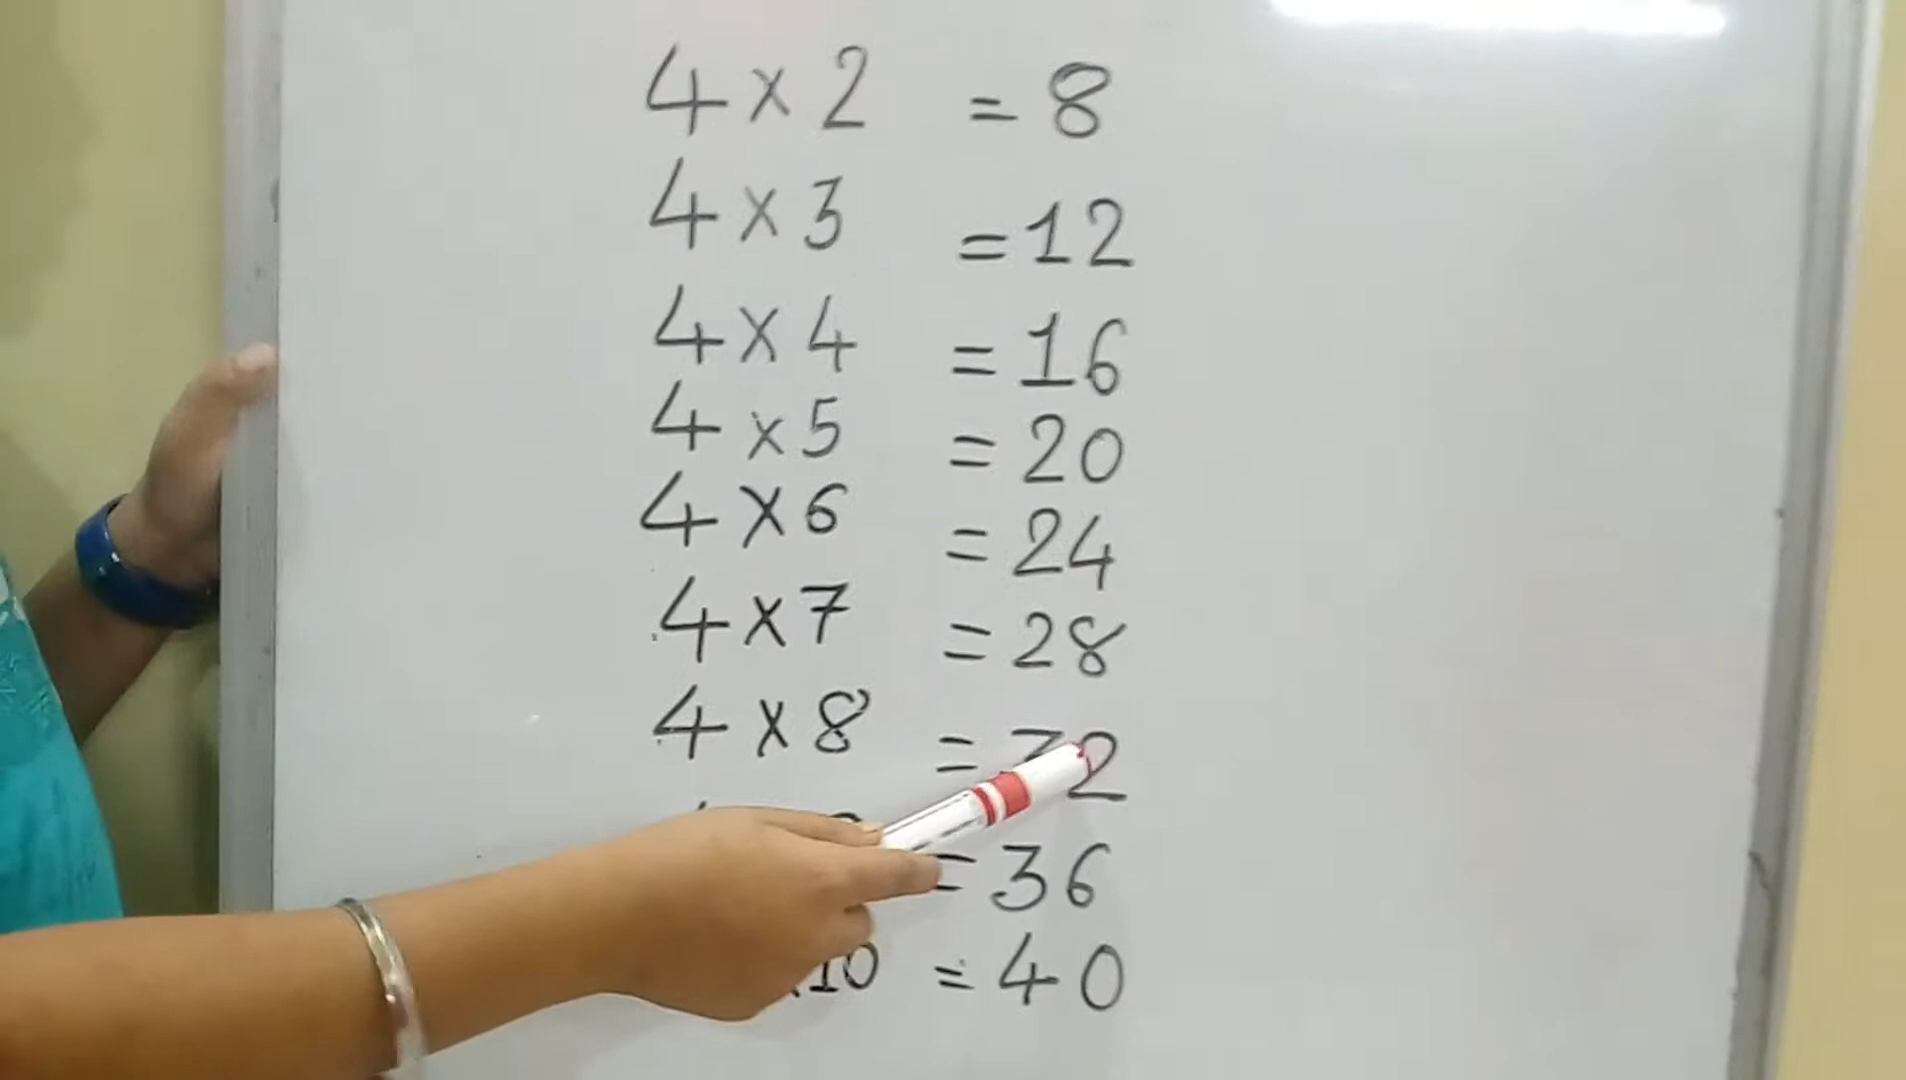 4 × 2 = 8
4 × 3 = 12
4 × 4 = 16
4 × 5 = 20
4 × 6 = 24
4 × 7 = 28
4 × 8 = 32
= 36
10 = 40